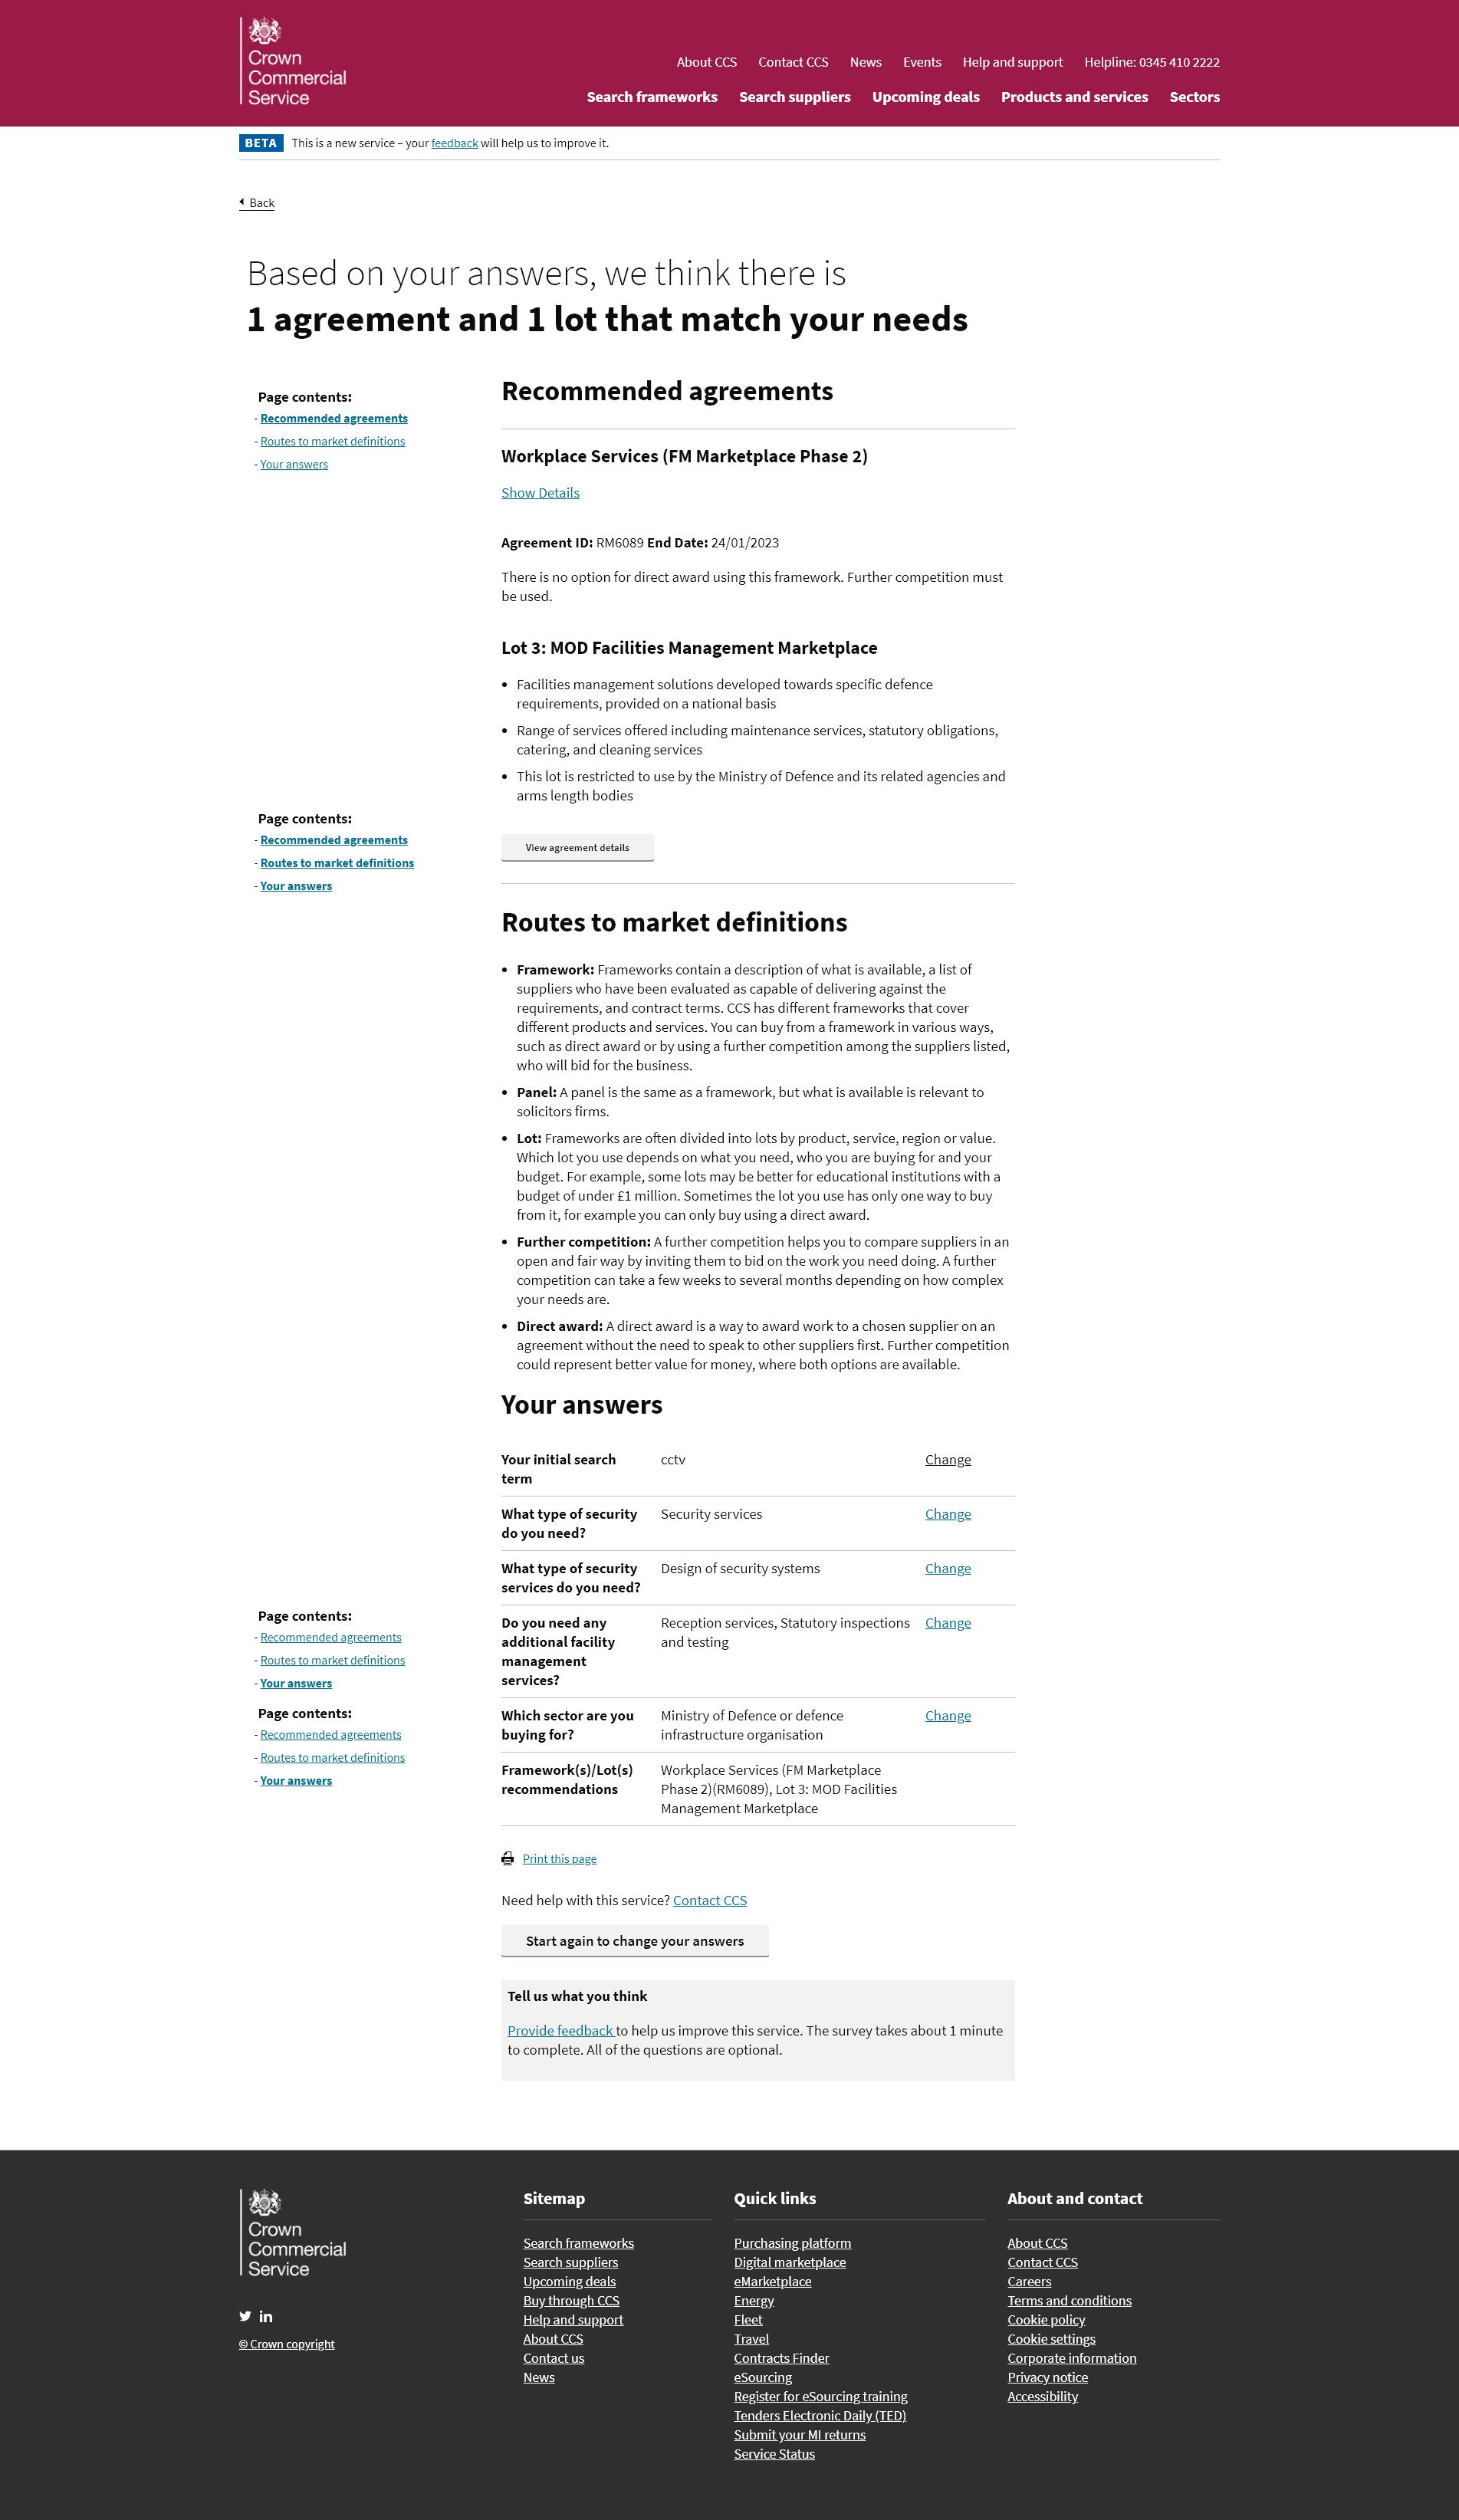 Crown
Commercial
Service
About CCS Contact CCS News Events Help and support Helpline: 0345 410 2222
Search frameworks Search suppliers Upcoming deals Products and services Sectors
BETA This is a new service – your feedback will help us to improve it.
Back
Based on your answers, we think there is
1 agreement and 1 lot that match your needs
Page contents:
- Recommended agreements
- Routes to market definitions
- Your answers
Recommended agreements
Workplace Services (FM Marketplace Phase 2)
Show Details
Agreement ID: RM6089 End Date: 24/01/2023
There is no option for direct award using this framework. Further competition must
be used.
Lot 3: MOD Facilities Management Marketplace
• Facilities management solutions developed towards specific defence
requirements, provided on a national basis
• Range of services offered including maintenance services, statutory obligations,
catering, and cleaning services
• This lot is restricted to use by the Ministry of Defence and its related agencies and
arms length bodies
View agreement details
Page contents:
- Recommended agreements
- Routes to market definitions
- Your answers
Routes to market definitions
• Framework: Frameworks contain a description of what is available, a list of
suppliers who have been evaluated as capable of delivering against the
requirements, and contract terms. CCS has different frameworks that cover
different products and services. You can buy from a framework in various ways,
such as direct award or by using a further competition among the suppliers listed,
who will bid for the business.
• Panel: A panel is the same as a framework, but what is available is relevant to
solicitors firms.
• Lot: Frameworks are often divided into lots by product, service, region or value.
Which lot you use depends on what you need, who you are buying for and your
budget. For example, some lots may be better for educational institutions with a
budget of under £1 million. Sometimes the lot you use has only one way to buy
from it, for example you can only buy using a direct award.
• Further competition: A further competition helps you to compare suppliers in an
open and fair way by inviting them to bid on the work you need doing. A further
competition can take a few weeks to several months depending on how complex
your needs are.
• Direct award: A direct award is a way to award work to a chosen supplier on an
agreement without the need to speak to other suppliers first. Further competition
could represent better value for money, where both options are available.
Your answers
Your initial search cctv Change
term
What type of security Security services Change
do you need?
What type of security Design of security systems Change
services do you need?
Do you need any Reception services, Statutory inspections Change
additional facility and testing
management
services?
Which sector are you Ministry of Defence or defence Change
buying for? infrastructure organisation
Framework(s)/Lot(s) Workplace Services (FM Marketplace
recommendations Phase 2)(RM6089), Lot 3: MOD Facilities
Management Marketplace
Page contents:
- Recommended agreements
- Routes to market definitions
- Your answers
Page contents:
- Recommended agreements
- Routes to market definitions
- Your answers
Print this page
Need help with this service? Contact CCS
Start again to change your answers
Tell us what you think
Provide feedback to help us improve this service. The survey takes about 1 minute
to complete. All of the questions are optional.
Crown
Commercial
Service
© Crown copyright
Sitemap
Search frameworks
Search suppliers
Upcoming deals
Buy through CCS
Help and support
About CCS
Contact us
News
Quick links
Purchasing platform
Digital marketplace
eMarketplace
Energy
Fleet
Travel
Contracts Finder
eSourcing
Register for eSourcing training
Tenders Electronic Daily (TED)
Submit your MI returns
Service Status
About and contact
About CCS
Contact CCS
Careers
Terms and conditions
Cookie policy
Cookie settings
Corporate information
Privacy notice
Accessibility